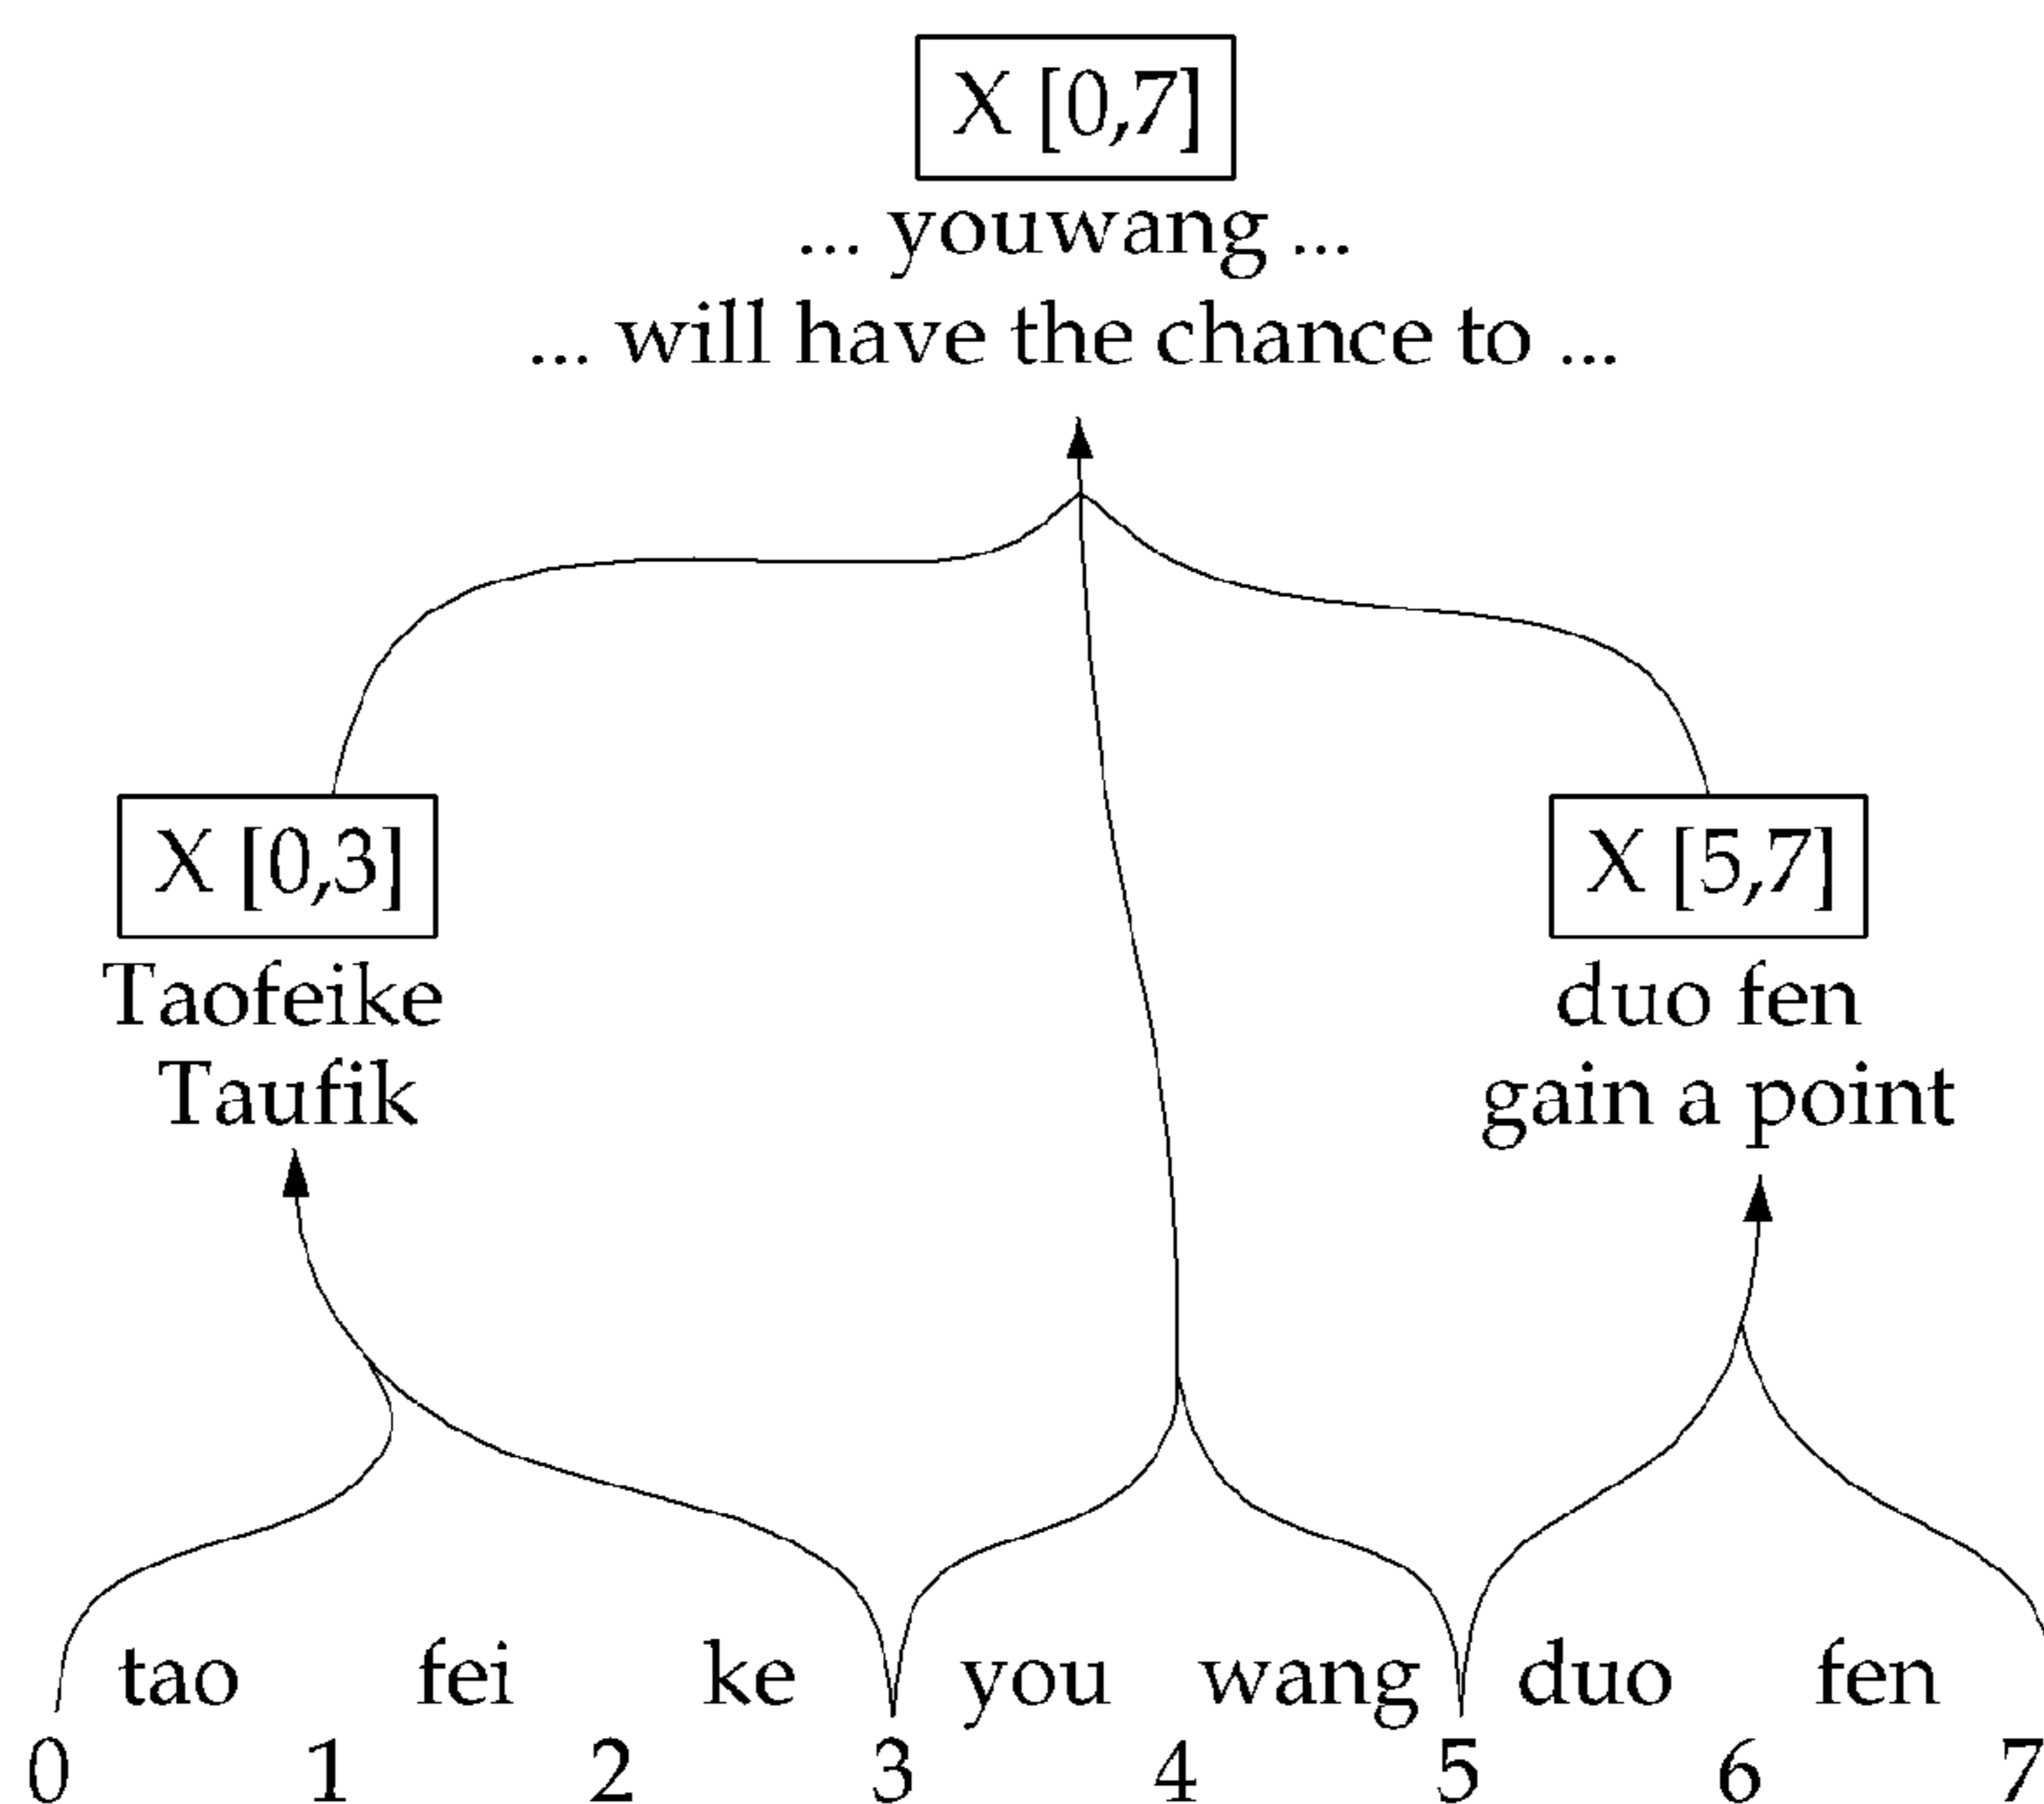 X [0,7]
... youwang ...
... will have the chance to ...
X [0,3]
X [5,7]
Taofeike
duo fen
Taufik
gain a point
tao fei ke you wang duo fen
0 1 2 3 4 5 6 7